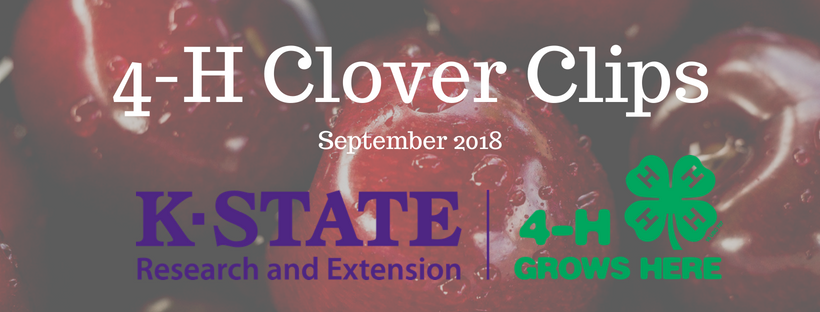 4-H Clover Clips
September 2018
K·STATE
Research and Extension
4-H
H H H H
GROWS HERE